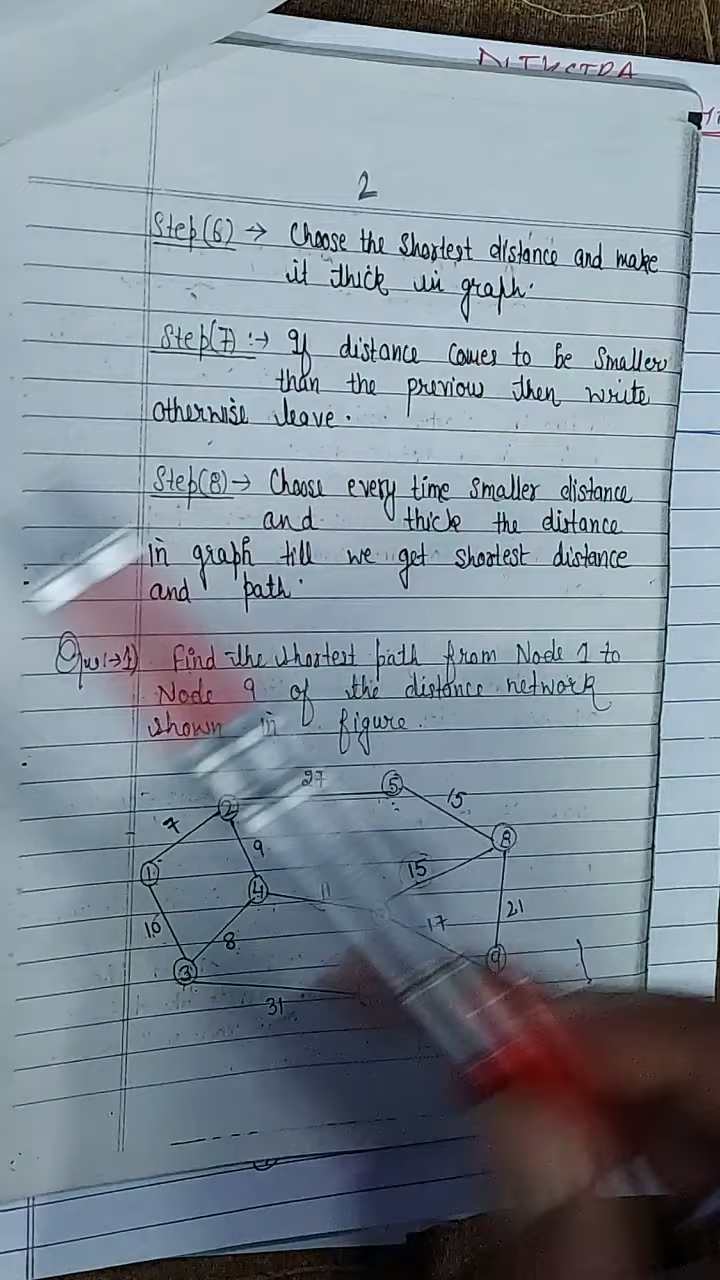 2
Step(6) → Choose the shortest distance and make
it thick in graph.
Step(7) :→ If distance comes to be smaller
than the previous then write
otherwise leave.
Step(8) → Choose every time smaller distance
and thick the distance
in graph till we get shortest distance
and path.
Ques(→1) Find the shortest path from Node 1 to
Node 9 of the distance network
shown in figure.
27 5 15
2 7 9 8
1 4 11 15
10 8 17 21
3 9
31